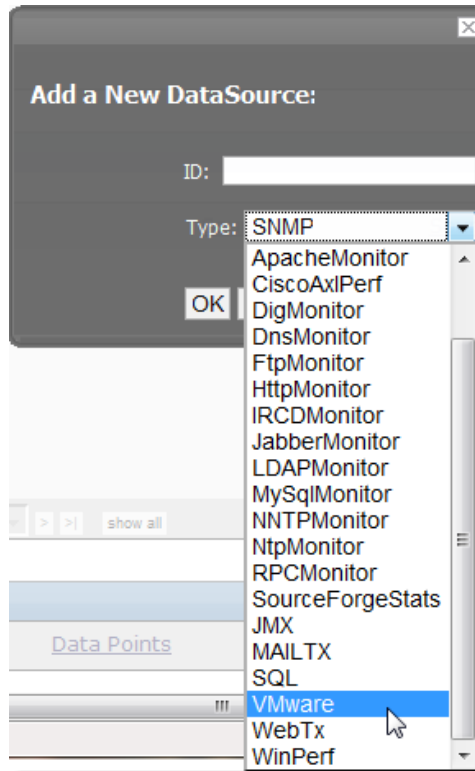 Add a New DataSource:
ID:
Type: SNMP
ApacheMonitor
CiscoAxlPerf
OK DigMonitor
DnsMonitor
FtpMonitor
HttpMonitor
IRCDMonitor
JabberMonitor
LDAPMonitor
MySqlMonitor
NNTPMonitor
> >| show all NtpMonitor
RPCMonitor
SourceForgeStats
JMX
Data Points MAILTX
SQL
VMware
WebTx
WinPerf